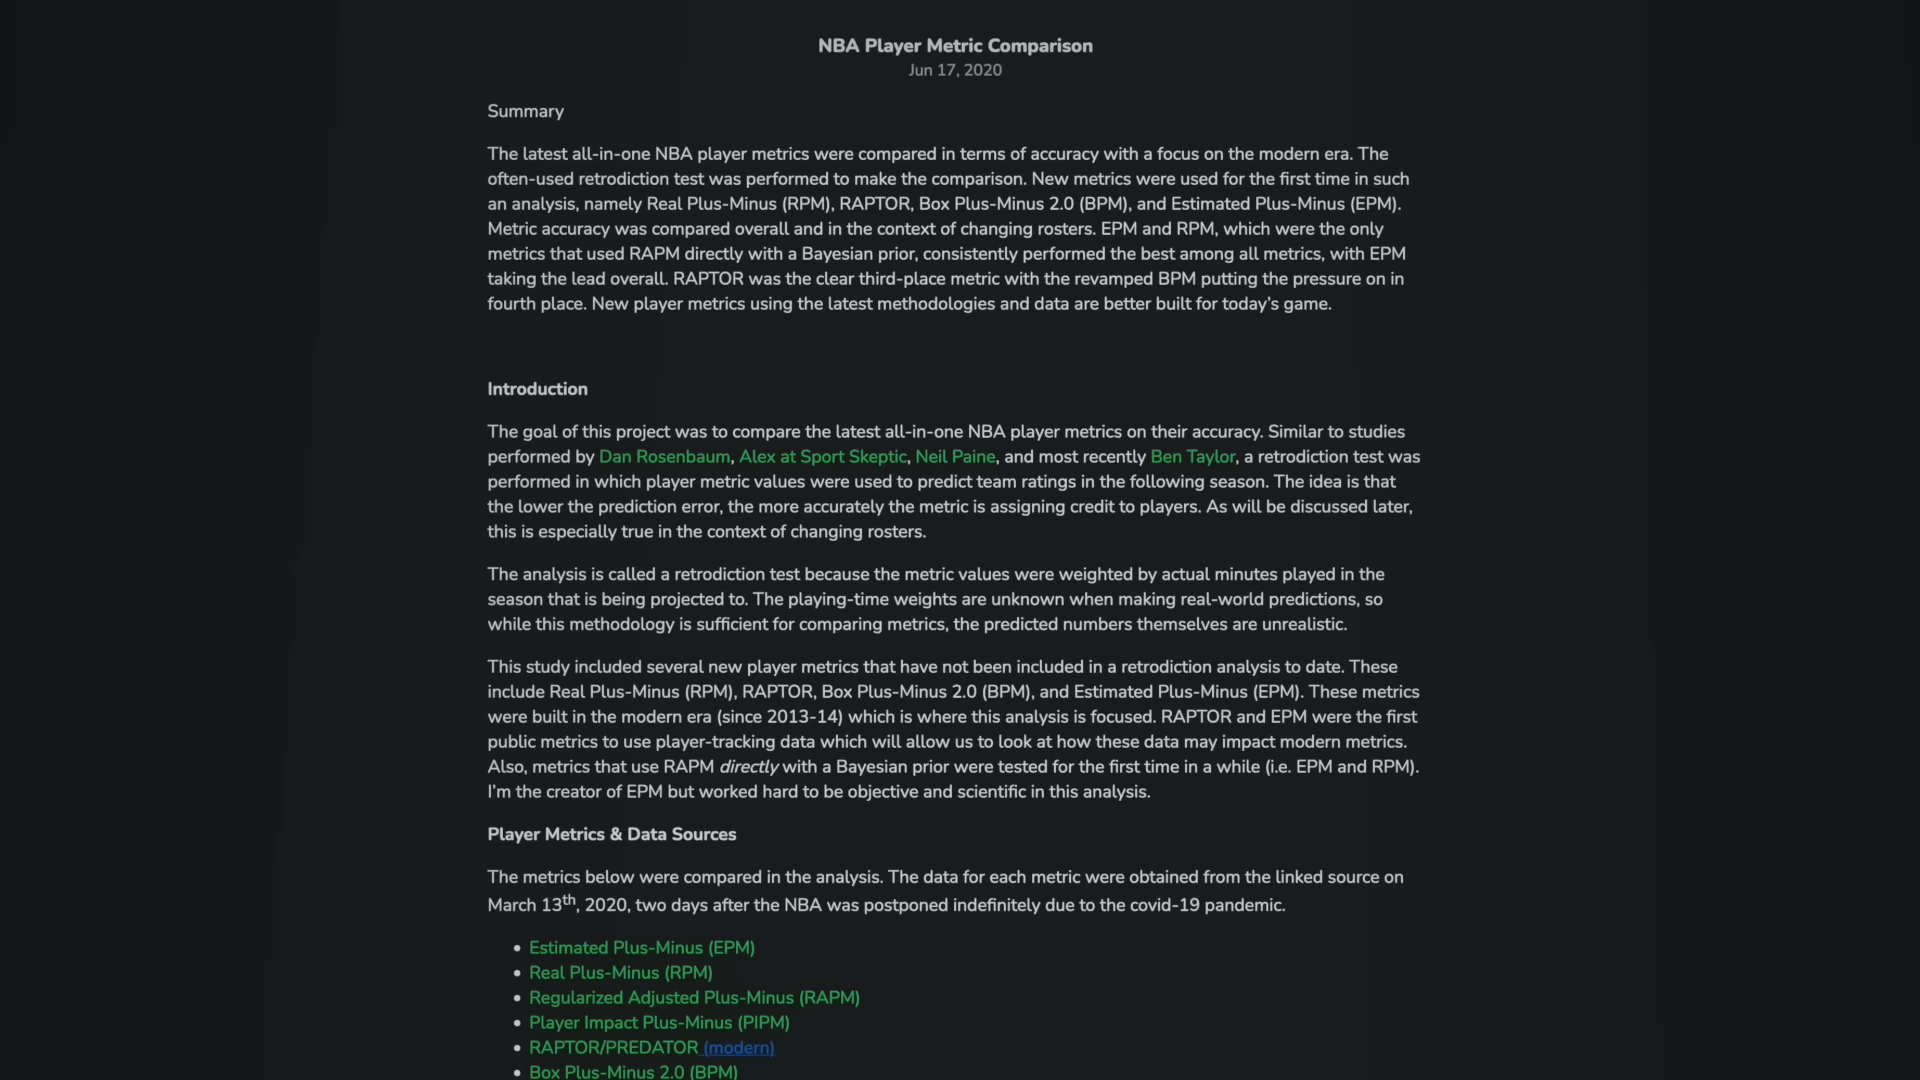 NBA Player Metric Comparison
Jun 17, 2020
Summary
The latest all-in-one NBA player metrics were compared in terms of accuracy with a focus on the modern era. The
often-used retrodiction test was performed to make the comparison. New metrics were used for the first time in such
an analysis, namely Real Plus-Minus (RPM), RAPTOR, Box Plus-Minus 2.0 (BPM), and Estimated Plus-Minus (EPM).
Metric accuracy was compared overall and in the context of changing rosters. EPM and RPM, which were the only
metrics that used RAPM directly with a Bayesian prior, consistently performed the best among all metrics, with EPM
taking the lead overall. RAPTOR was the clear third-place metric with the revamped BPM putting the pressure on in
fourth place. New player metrics using the latest methodologies and data are better built for today's game.
Introduction
The goal of this project was to compare the latest all-in-one NBA player metrics on their accuracy. Similar to studies
performed by Dan Rosenbaum, Alex at Sport Skeptic, Neil Paine, and most recently Ben Taylor, a retrodiction test was
performed in which player metric values were used to predict team ratings in the following season. The idea is that
the lower the prediction error, the more accurately the metric is assigning credit to players. As will be discussed later,
this is especially true in the context of changing rosters.
The analysis is called a retrodiction test because the metric values were weighted by actual minutes played in the
season that is being projected to. The playing-time weights are unknown when making real-world predictions, so
while this methodology is sufficient for comparing metrics, the predicted numbers themselves are unrealistic.
This study included several new player metrics that have not been included in a retrodiction analysis to date. These
include Real Plus-Minus (RPM), RAPTOR, Box Plus-Minus 2.0 (BPM), and Estimated Plus-Minus (EPM). These metrics
were built in the modern era (since 2013-14) which is where this analysis is focused. RAPTOR and EPM were the first
public metrics to use player-tracking data which will allow us to look at how these data may impact modern metrics.
Also, metrics that use RAPM directly with a Bayesian prior were tested for the first time in a while (i.e. EPM and RPM).
I'm the creator of EPM but worked hard to be objective and scientific in this analysis.
Player Metrics & Data Sources
The metrics below were compared in the analysis. The data for each metric were obtained from the linked source on
March 13th, 2020, two days after the NBA was postponed indefinitely due to the covid-19 pandemic.
• Estimated Plus-Minus (EPM)
• Real Plus-Minus (RPM)
• Regularized Adjusted Plus-Minus (RAPM)
• Player Impact Plus-Minus (PIPM)
• RAPTOR/PREDATOR (modern)
• Box Plus-Minus 2.0 (BPM)